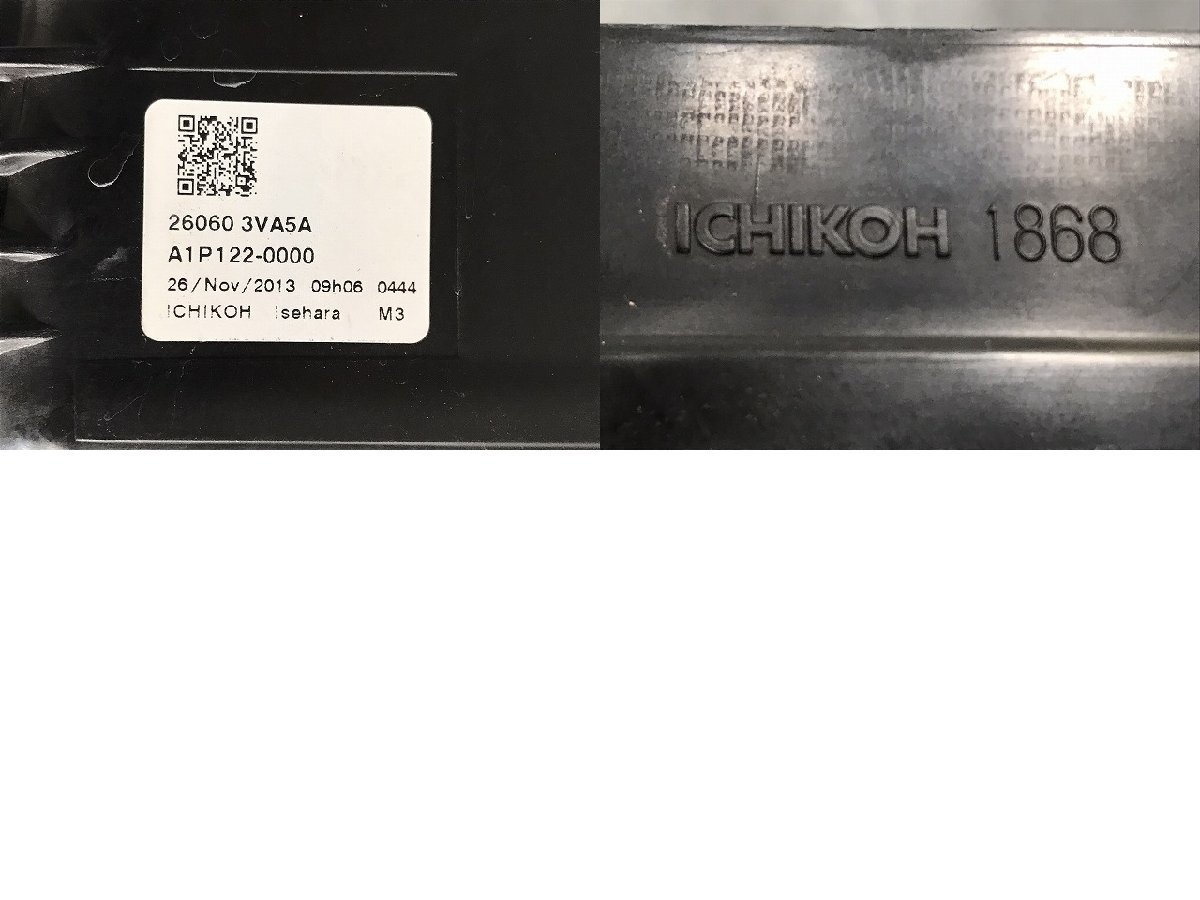 26060 3VA5A
A1P122-0000
26/Nov/2013 09h06 0444
ICHIKOH Isehara M3
ICHIKOH 1868